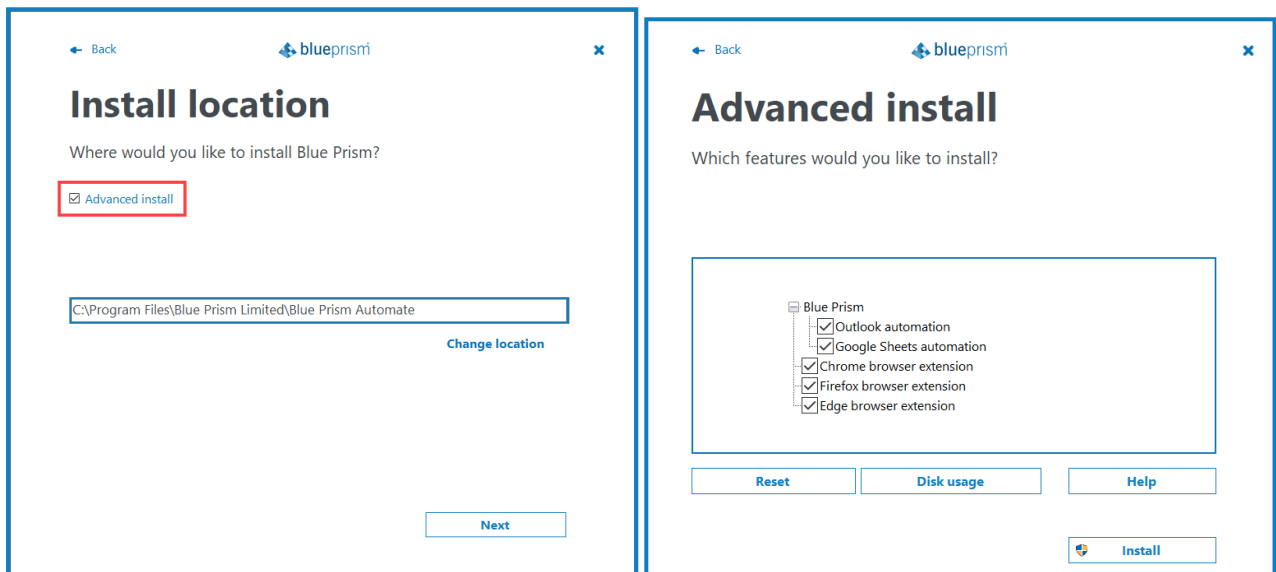 Back
blueprism
Install location
Where would you like to install Blue Prism?
Advanced install
C:\Program Files\Blue Prism Limited\Blue Prism Automate
Change location
Next
Back
blueprism
Advanced install
Which features would you like to install?
Blue Prism
Outlook automation
Google Sheets automation
Chrome browser extension
Firefox browser extension
Edge browser extension
Reset Disk usage Help
Install